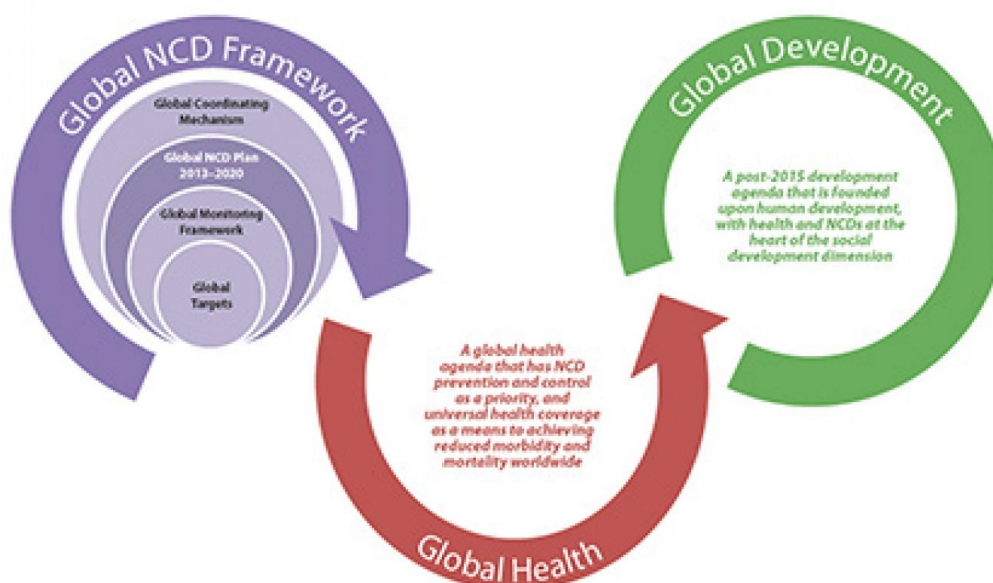 Global NCD Framework
Global Coordinating
Mechanism
Global NCD Plan
2013–2020
Global Monitoring
Framework
Global
Targets
A global health
agenda that has NCD
prevention and control
as a priority, and
universal health coverage
as a means to achieving
reduced morbidity and
mortality worldwide
Global Health
Global Development
A post-2015 development
agenda that is founded
upon human development,
with health and NCDs at the
heart of the social
development dimension